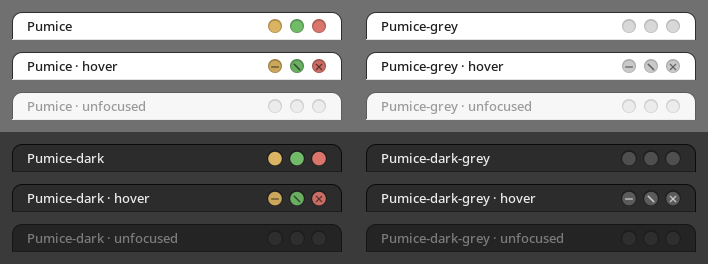 Pumice
Pumice · hover
Pumice · unfocused
Pumice-grey
Pumice-grey · hover
Pumice-grey · unfocused
Pumice-dark
Pumice-dark · hover
Pumice-dark · unfocused
Pumice-dark-grey
Pumice-dark-grey · hover
Pumice-dark-grey · unfocused